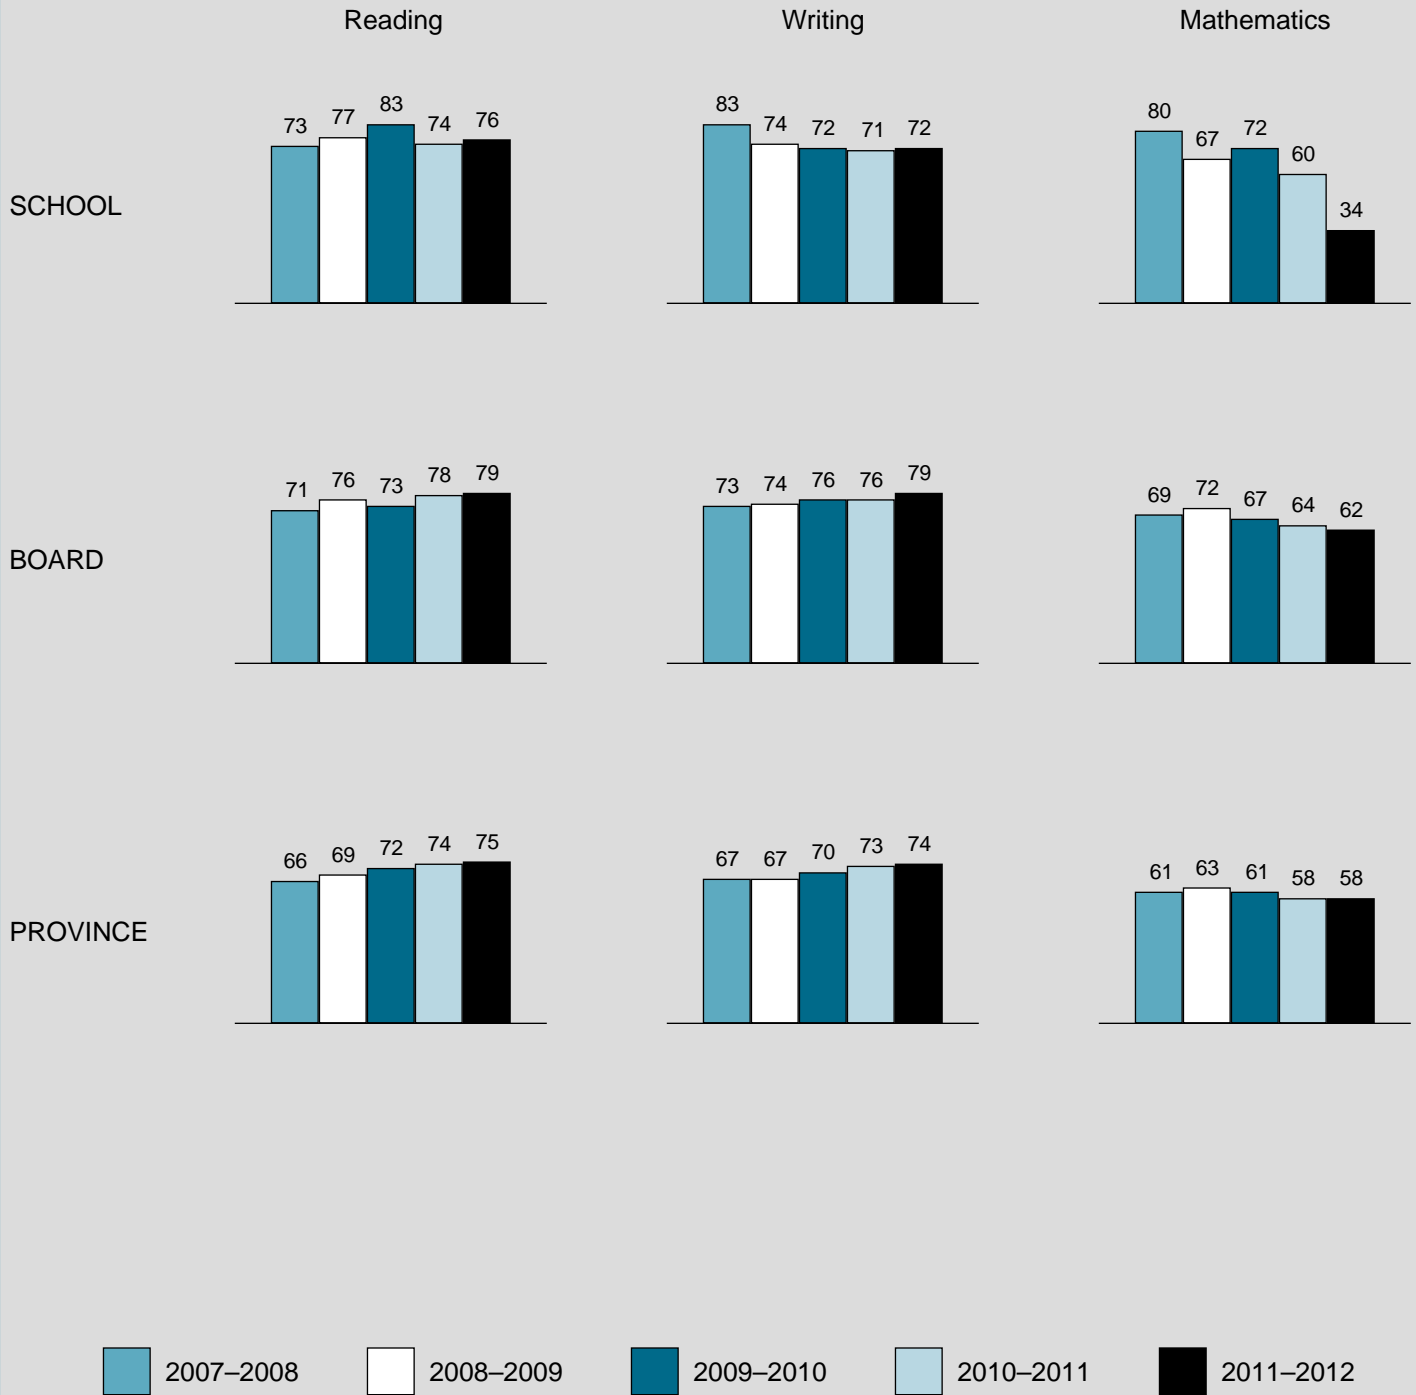 Reading Writing Mathematics
SCHOOL
73 77 83 74 76
83 74 72 71 72
80 67 72 60 34
BOARD
71 76 73 78 79
73 74 76 76 79
69 72 67 64 62
PROVINCE
66 69 72 74 75
67 67 70 73 74
61 63 61 58 58
2007–2008 2008–2009 2009–2010 2010–2011 2011–2012